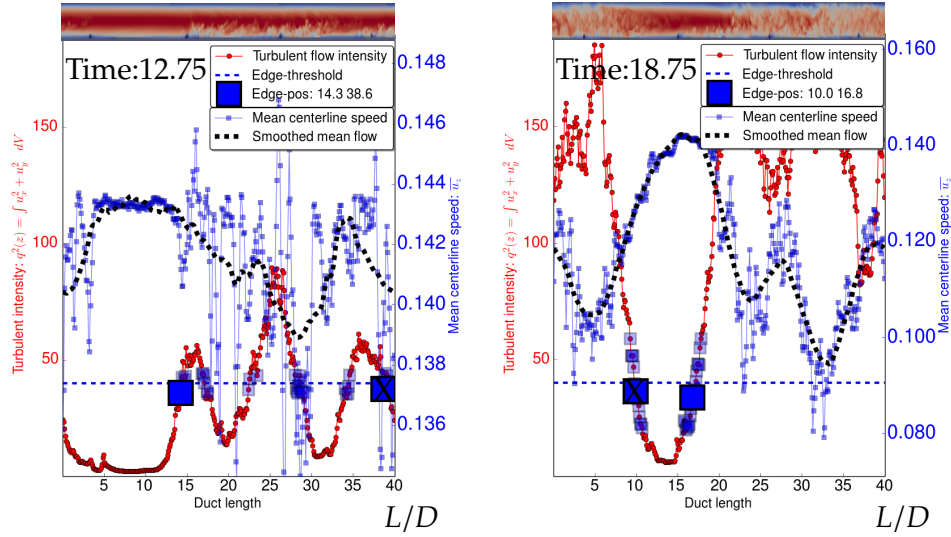 Time:12.75
Turbulent flow intensity
Edge-threshold
Edge-pos: 14.3 38.6
Mean centerline speed
Smoothed mean flow
Turbulent intensity: q²(z) = ∫ u²ₓ + u²ᵧ dV
150
100
50
0.148
0.146
0.144
0.142
0.140
0.138
0.136
Mean centerline speed: u̅_z
X
5 10 15 20 25 30 35 40
Duct length
L/D
Time:18.75
Turbulent flow intensity
Edge-threshold
Edge-pos: 10.0 16.8
Mean centerline speed
Smoothed mean flow
Turbulent intensity: q²(z) = ∫ u²ₓ + u²ᵧ dV
150
100
50
0.160
0.140
0.120
0.100
0.080
Mean centerline speed: u̅_z
X
5 10 15 20 25 30 35 40
Duct length
L/D